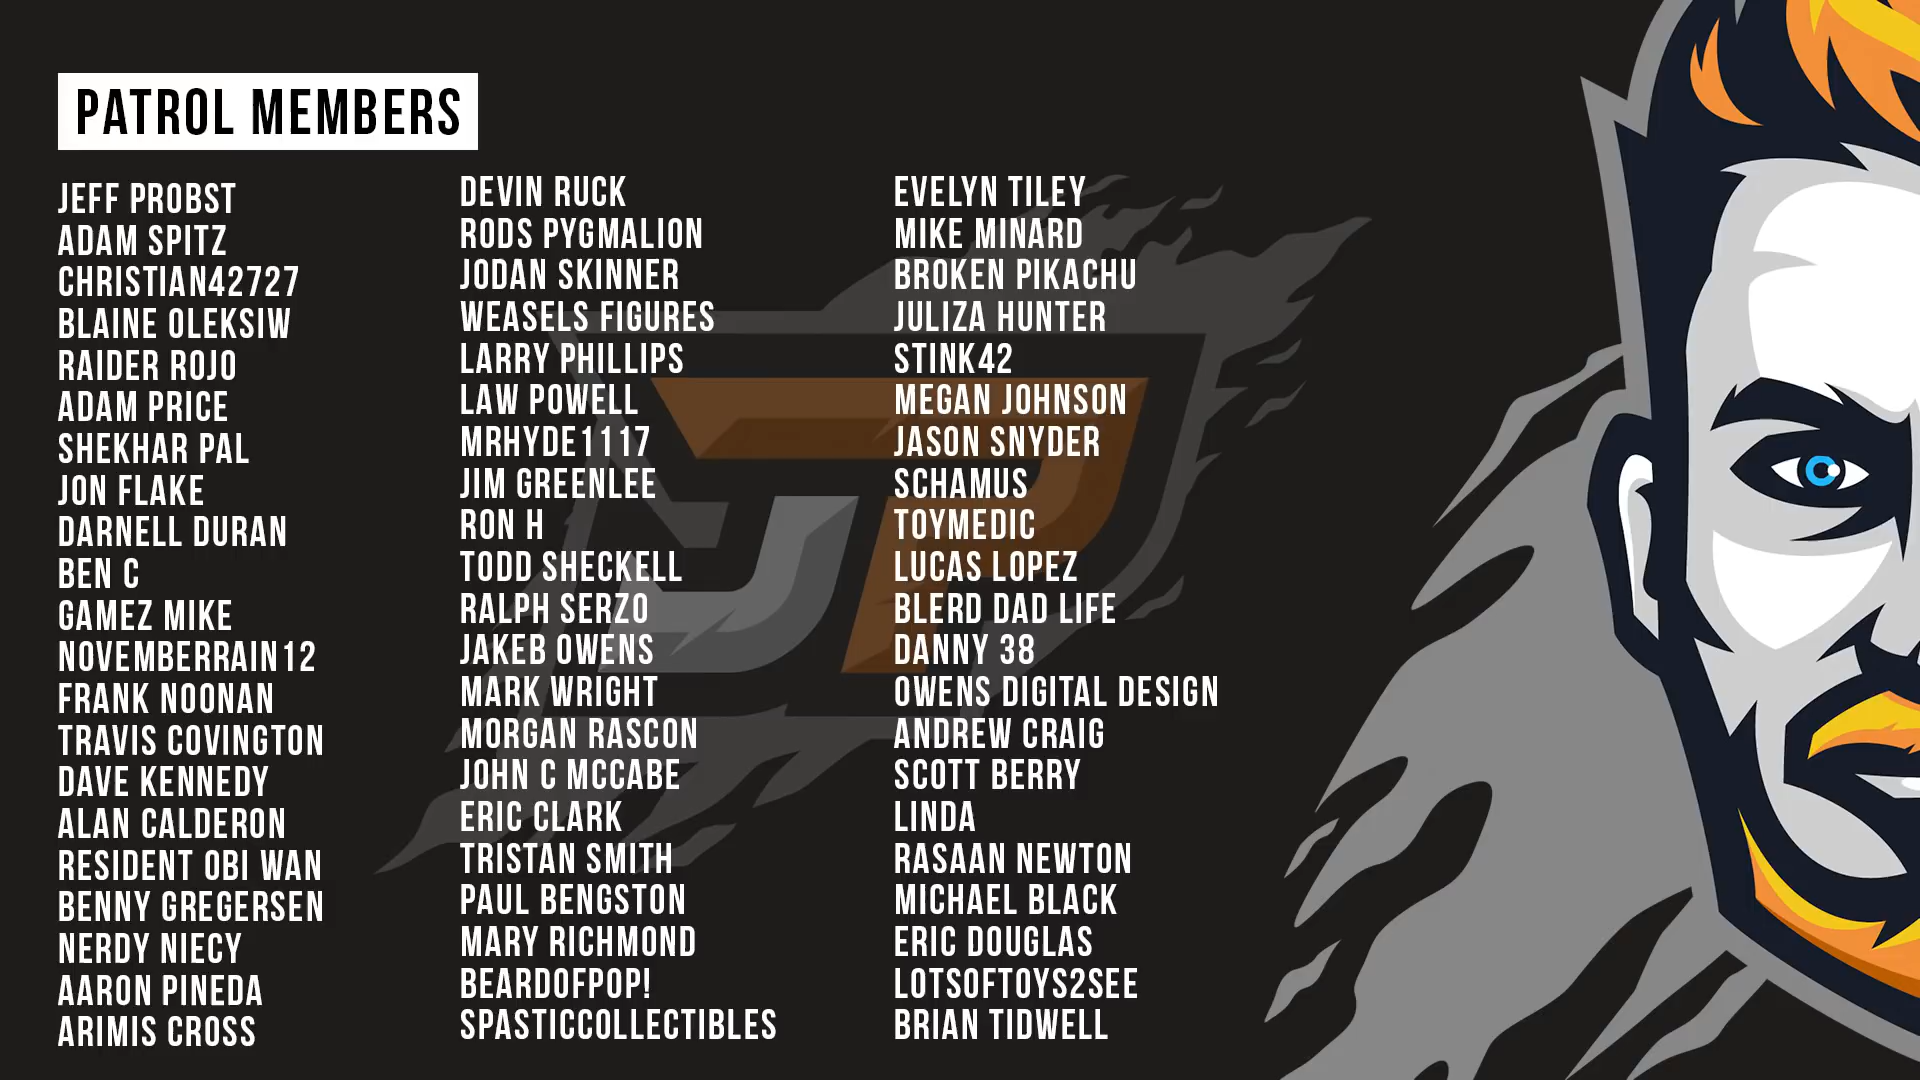 PATROL MEMBERS
JEFF PROBST
ADAM SPITZ
CHRISTIAN42727
BLAINE OLEKSIW
RAIDER ROJO
ADAM PRICE
SHEKHAR PAL
JON FLAKE
DARNELL DURAN
BEN C
GAMEZ MIKE
NOVEMBERRAIN12
FRANK NOONAN
TRAVIS COVINGTON
DAVE KENNEDY
ALAN CALDERON
RESIDENT OBI WAN
BENNY GREGERSEN
NERDY NIECY
AARON PINEDA
ARIMIS CROSS
DEVIN RUCK
RODS PYGMALION
JODAN SKINNER
WEASELS FIGURES
LARRY PHILLIPS
LAW POWELL
MRHYDE1117
JIM GREENLEE
RON H
TODD SHECKELL
RALPH SERZO
JAKEB OWENS
MARK WRIGHT
MORGAN RASCON
JOHN C MCCABE
ERIC CLARK
TRISTAN SMITH
PAUL BENGSTON
MARY RICHMOND
BEARDOFPOP!
SPASTICCOLLECTIBLES
EVELYN TILEY
MIKE MINARD
BROKEN PIKACHU
JULIZA HUNTER
STINK42
MEGAN JOHNSON
JASON SNYDER
SCHAMUS
TOYMEDIC
LUCAS LOPEZ
BLERD DAD LIFE
DANNY 38
OWENS DIGITAL DESIGN
ANDREW CRAIG
SCOTT BERRY
LINDA
RASAAN NEWTON
MICHAEL BLACK
ERIC DOUGLAS
LOTSOFTOYS2SEE
BRIAN TIDWELL
JP